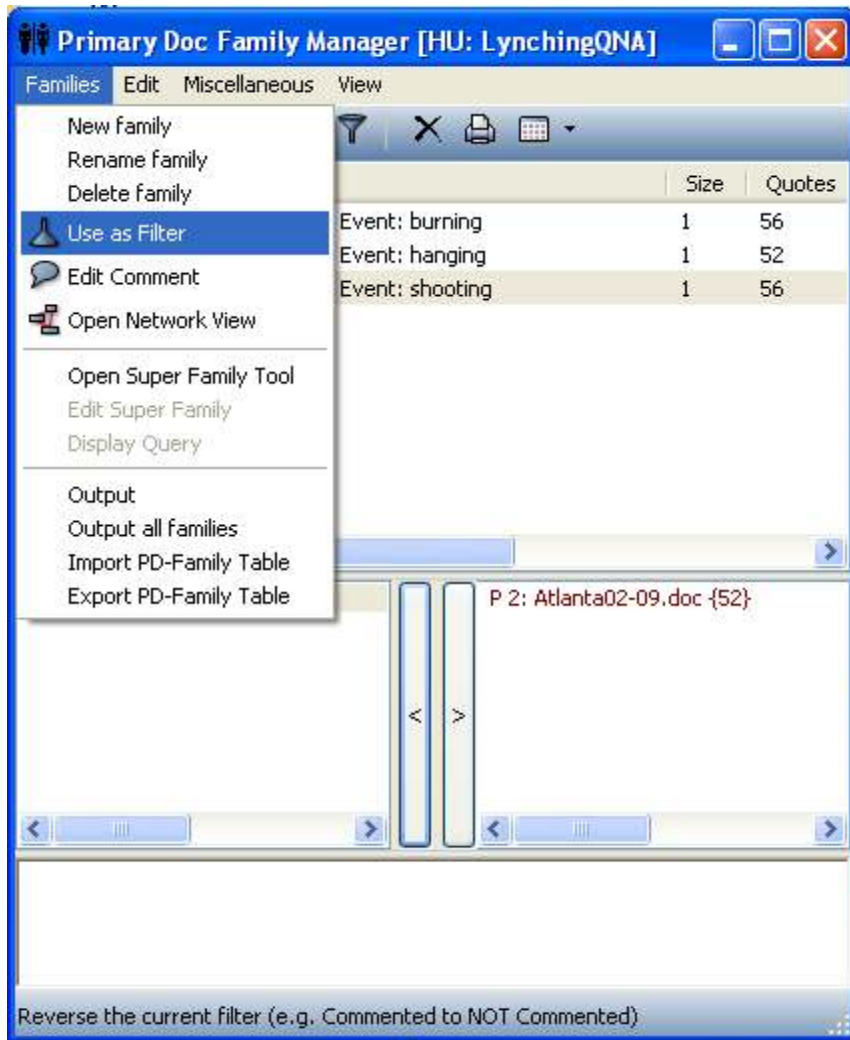 Primary Doc Family Manager [HU: LynchingQNA]
Families Edit Miscellaneous View
New family
Rename family
Delete family
Use as Filter
Edit Comment
Open Network View
Open Super Family Tool
Edit Super Family
Display Query
Output
Output all families
Import PD-Family Table
Export PD-Family Table
Size Quotes
Event: burning 1 56
Event: hanging 1 52
Event: shooting 1 56
< >
P 2: Atlanta02-09.doc -{52}
Reverse the current filter (e.g. Commented to NOT Commented)